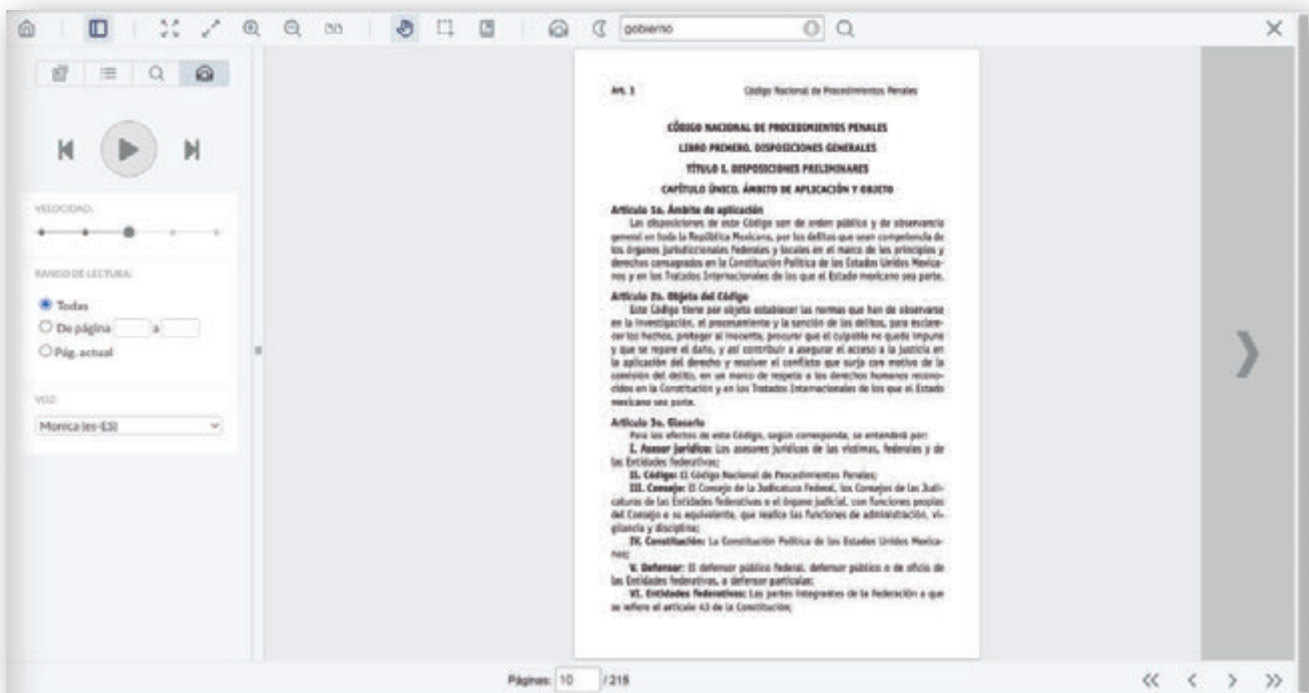 gobierno
VELOCIDAD:
RANGO DE LECTURA:
Todas
De página a
Pág. actual
VOZ:
Monica (es-ES)
Art. 1 Código Nacional de Procedimientos Penales
CÓDIGO NACIONAL DE PROCEDIMIENTOS PENALES
LIBRO PRIMERO. DISPOSICIONES GENERALES
TÍTULO I. DISPOSICIONES PRELIMINARES
CAPÍTULO ÚNICO. ÁMBITO DE APLICACIÓN Y OBJETO
Artículo 1o. Ámbito de aplicación
Las disposiciones de este Código son de orden público y de observancia
general en toda la República Mexicana, por los delitos que sean competencia de
los órganos jurisdiccionales federales y locales en el marco de los principios y
derechos consagrados en la Constitución Política de los Estados Unidos Mexica-
nos y en los Tratados Internacionales de los que el Estado mexicano sea parte.
Artículo 2o. Objeto del Código
Este Código tiene por objeto establecer las normas que han de observarse
en la investigación, el procesamiento y la sanción de los delitos, para esclare-
cer los hechos, proteger al inocente, procurar que el culpable no quede impune
y que se repare el daño, y así contribuir a asegurar el acceso a la justicia en
la aplicación del derecho y resolver el conflicto que surja con motivo de la
comisión del delito, en un marco de respeto a los derechos humanos recono-
cidos en la Constitución y en los Tratados Internacionales de los que el Estado
mexicano sea parte.
Artículo 3o. Glosario
Para los efectos de este Código, según corresponda, se entenderá por:
I. Asesor jurídico: Los asesores jurídicos de las víctimas, federales y de
las Entidades federativas;
II. Código: El Código Nacional de Procedimientos Penales;
III. Consejo: El Consejo de la Judicatura Federal, los Consejos de las Judi-
caturas de las Entidades federativas o el órgano judicial, con funciones propias
del Consejo o su equivalente, que realice las funciones de administración, vi-
gilancia y disciplina;
IV. Constitución: La Constitución Política de los Estados Unidos Mexica-
nos;
V. Defensor: El defensor público federal, defensor público o de oficio de
las Entidades federativas, o defensor particular;
VI. Entidades federativas: Las partes integrantes de la Federación a que
se refiere el artículo 43 de la Constitución;
Páginas: 10 / 215